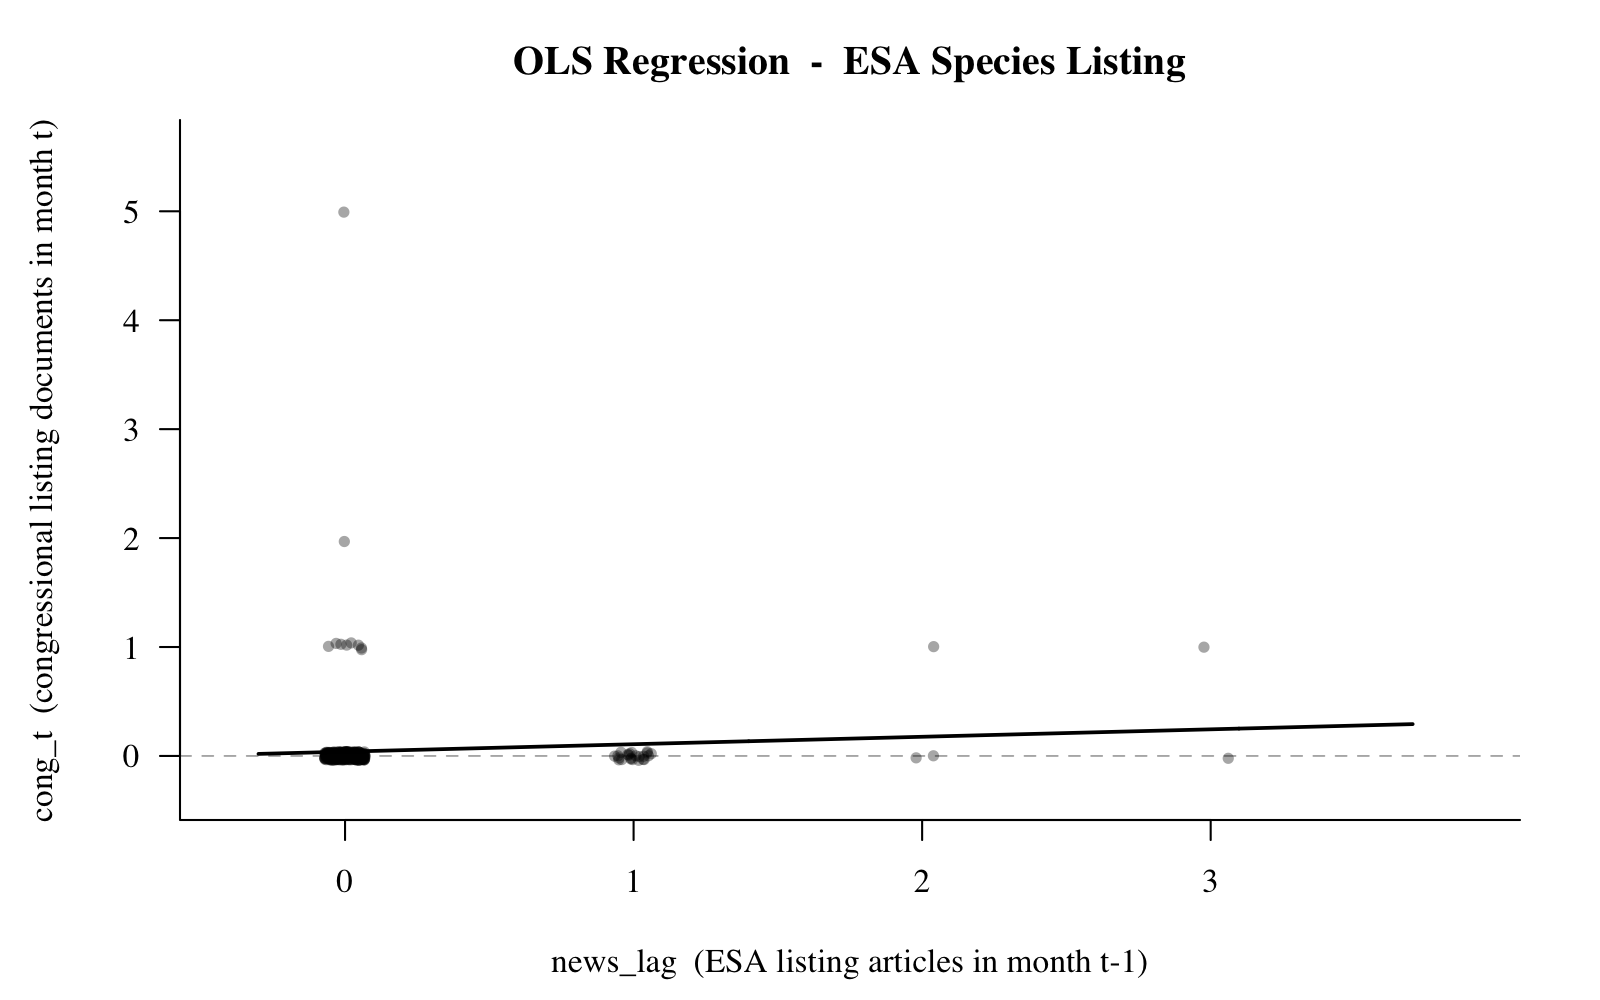 OLS Regression - ESA Species Listing
cong_t (congressional listing documents in month t)
5
4
3
2
1
0
0 1 2 3
news_lag (ESA listing articles in month t-1)